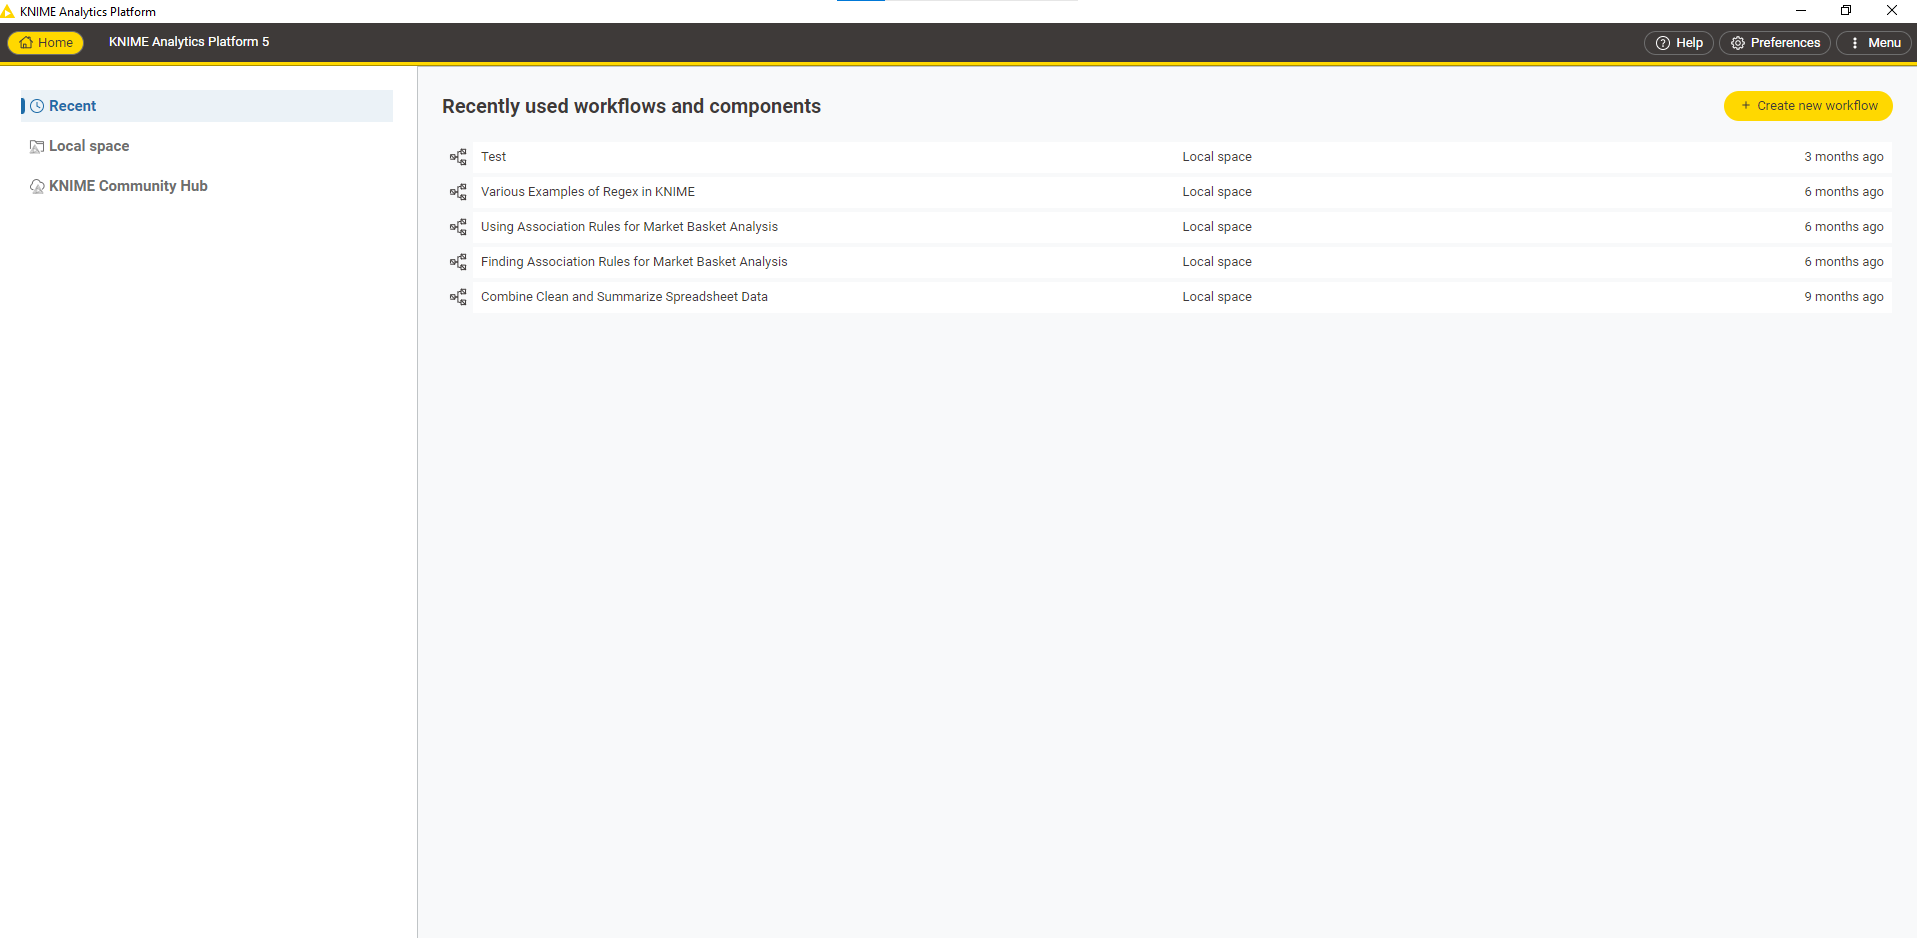 KNIME Analytics Platform
Home KNIME Analytics Platform 5 Help Preferences Menu
Recent
Local space
KNIME Community Hub
Recently used workflows and components + Create new workflow
Test Local space 3 months ago
Various Examples of Regex in KNIME Local space 6 months ago
Using Association Rules for Market Basket Analysis Local space 6 months ago
Finding Association Rules for Market Basket Analysis Local space 6 months ago
Combine Clean and Summarize Spreadsheet Data Local space 9 months ago